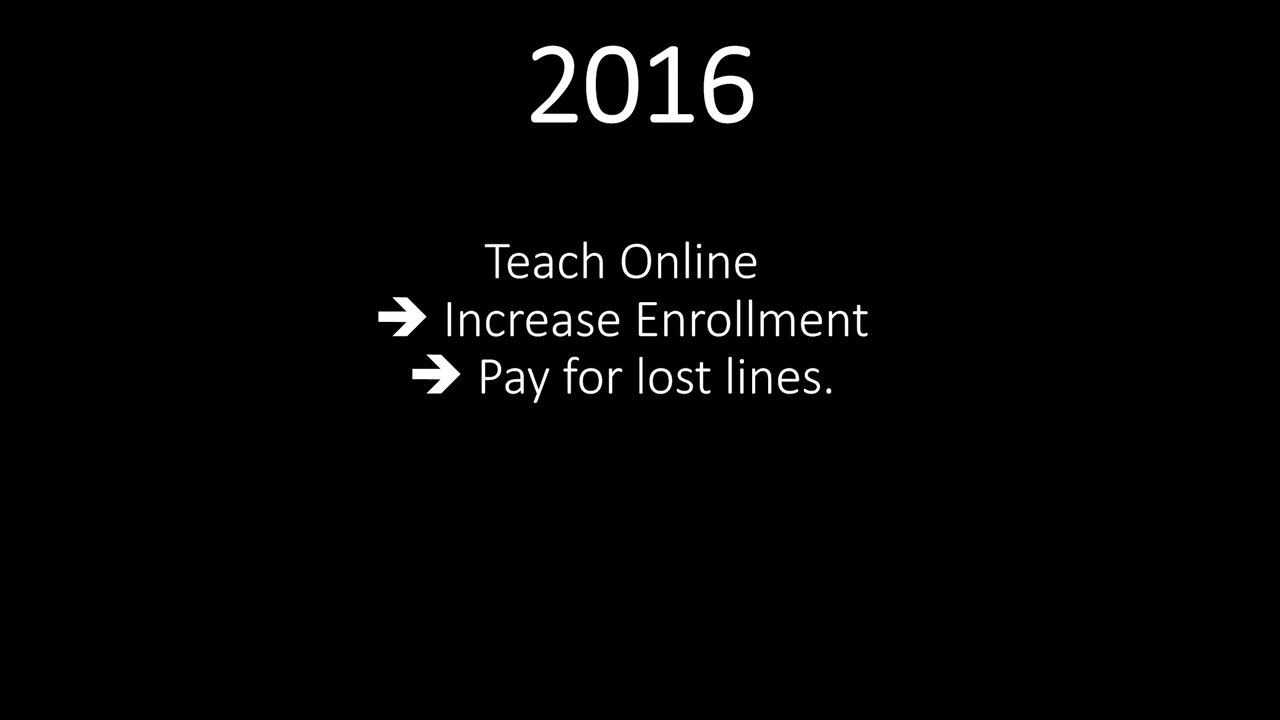 2016
Teach Online
➔ Increase Enrollment
➔ Pay for lost lines.